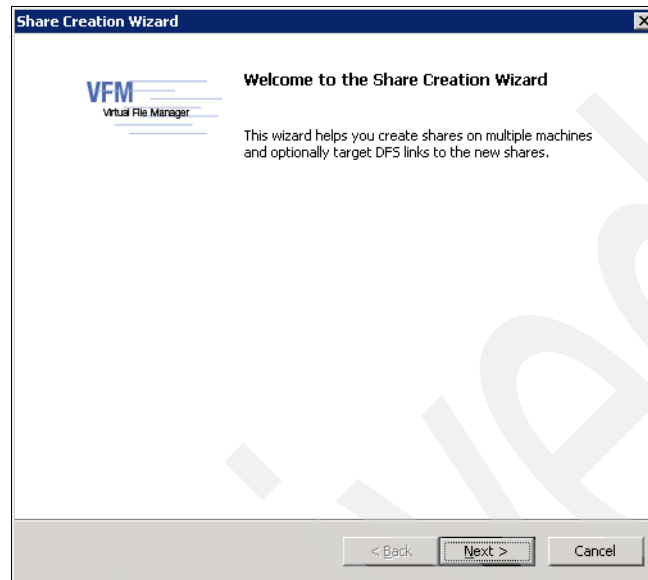 Share Creation Wizard
VFM
Virtual File Manager
Welcome to the Share Creation Wizard
This wizard helps you create shares on multiple machines
and optionally target DFS links to the new shares.
< Back
Next >
Cancel